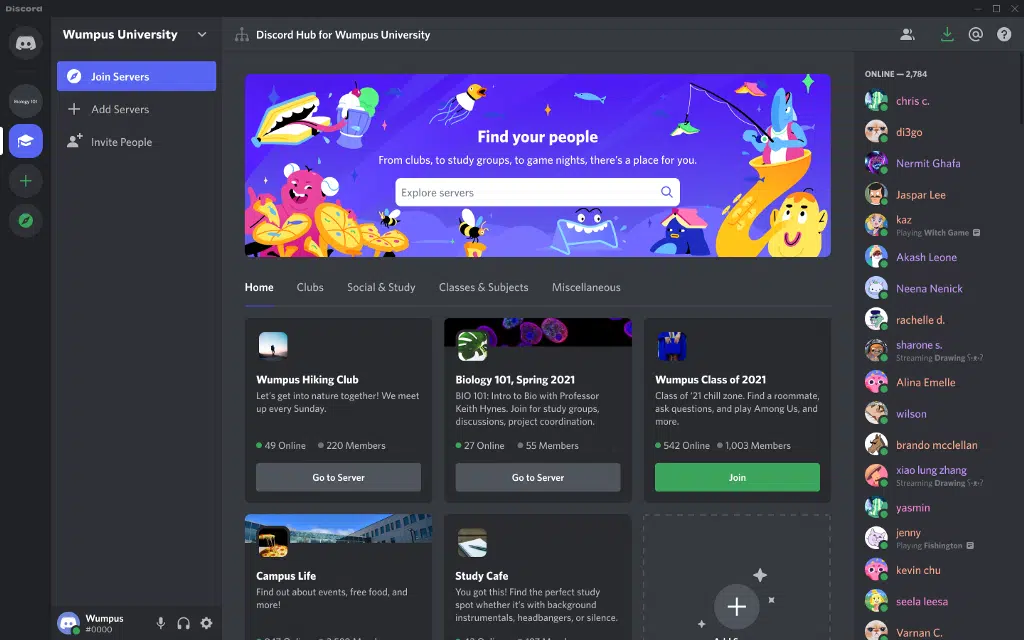 Discord
Wumpus University
Discord Hub for Wumpus University
Biology 101
Join Servers
Add Servers
Invite People
Find your people
From clubs, to study groups, to game nights, there's a place for you.
Explore servers
Home
Clubs
Social & Study
Classes & Subjects
Miscellaneous
Wumpus Hiking Club
Let's get into nature together! We meet
up every Sunday.
49 Online
220 Members
Go to Server
Biology 101, Spring 2021
BIO 101: Intro to Bio with Professor
Keith Hynes. Join for study groups,
discussions, project coordination.
27 Online
55 Members
Go to Server
Wumpus Class of 2021
Class of '21 chill zone. Find a roommate,
ask questions, and play Among Us, and
more.
542 Online
1,003 Members
Join
Campus Life
Find out about events, free food, and
more!
Study Cafe
You got this! Find the perfect study
spot whether it's with background
instrumentals, headbangers, or silence.
ONLINE — 2,784
chris c.
di3go
Nermit Ghafa
Jaspar Lee
kaz
Playing Witch Game
Akash Leone
Neena Nenick
rachelle d.
sharone s.
Streaming Drawing
Alina Emelle
wilson
brando mcclellan
xiao lung zhang
Streaming Drawing
yasmin
jenny
Playing Fishington
kevin chu
seela leesa
Varnan C.
Wumpus
#0000